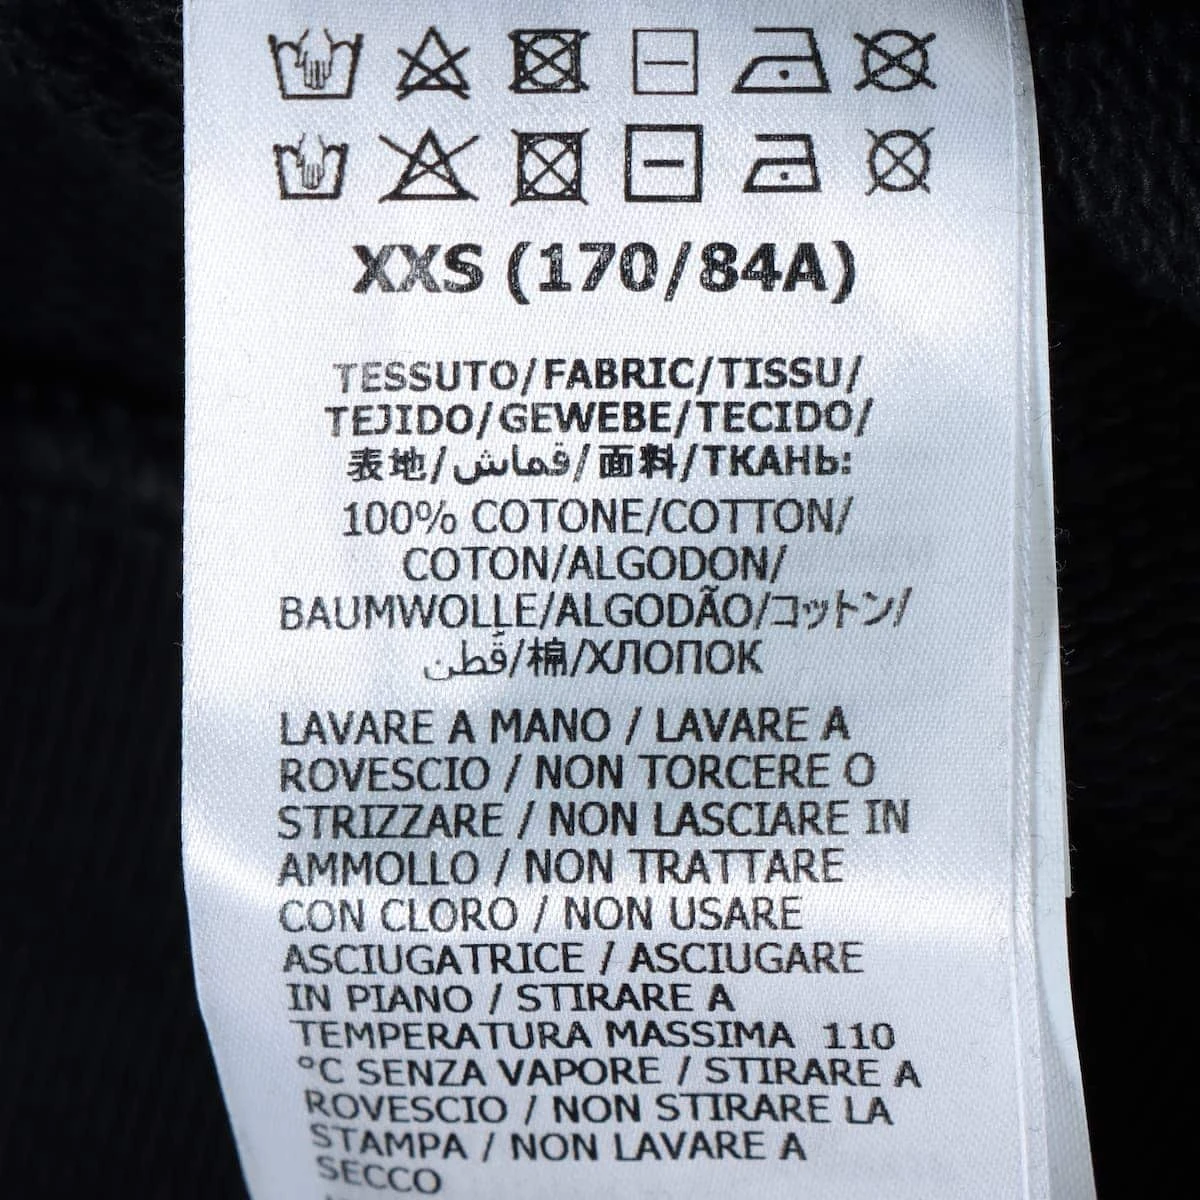 XXS (170/84A)
TESSUTO/FABRIC/TISSU/
TEJIDO/GEWEBE/TECIDO/
表地/قماش/面料/ТКАНЬ:
100% COTONE/COTTON/
COTON/ALGODON/
BAUMWOLLE/ALGODÃO/コットン/
قُطن/棉/ХЛОПОК
LAVARE A MANO / LAVARE A
ROVESCIO / NON TORCERE O
STRIZZARE / NON LASCIARE IN
AMMOLLO / NON TRATTARE
CON CLORO / NON USARE
ASCIUGATRICE / ASCIUGARE
IN PIANO / STIRARE A
TEMPERATURA MASSIMA 110
°C SENZA VAPORE / STIRARE A
ROVESCIO / NON STIRARE LA
STAMPA / NON LAVARE A
SECCO